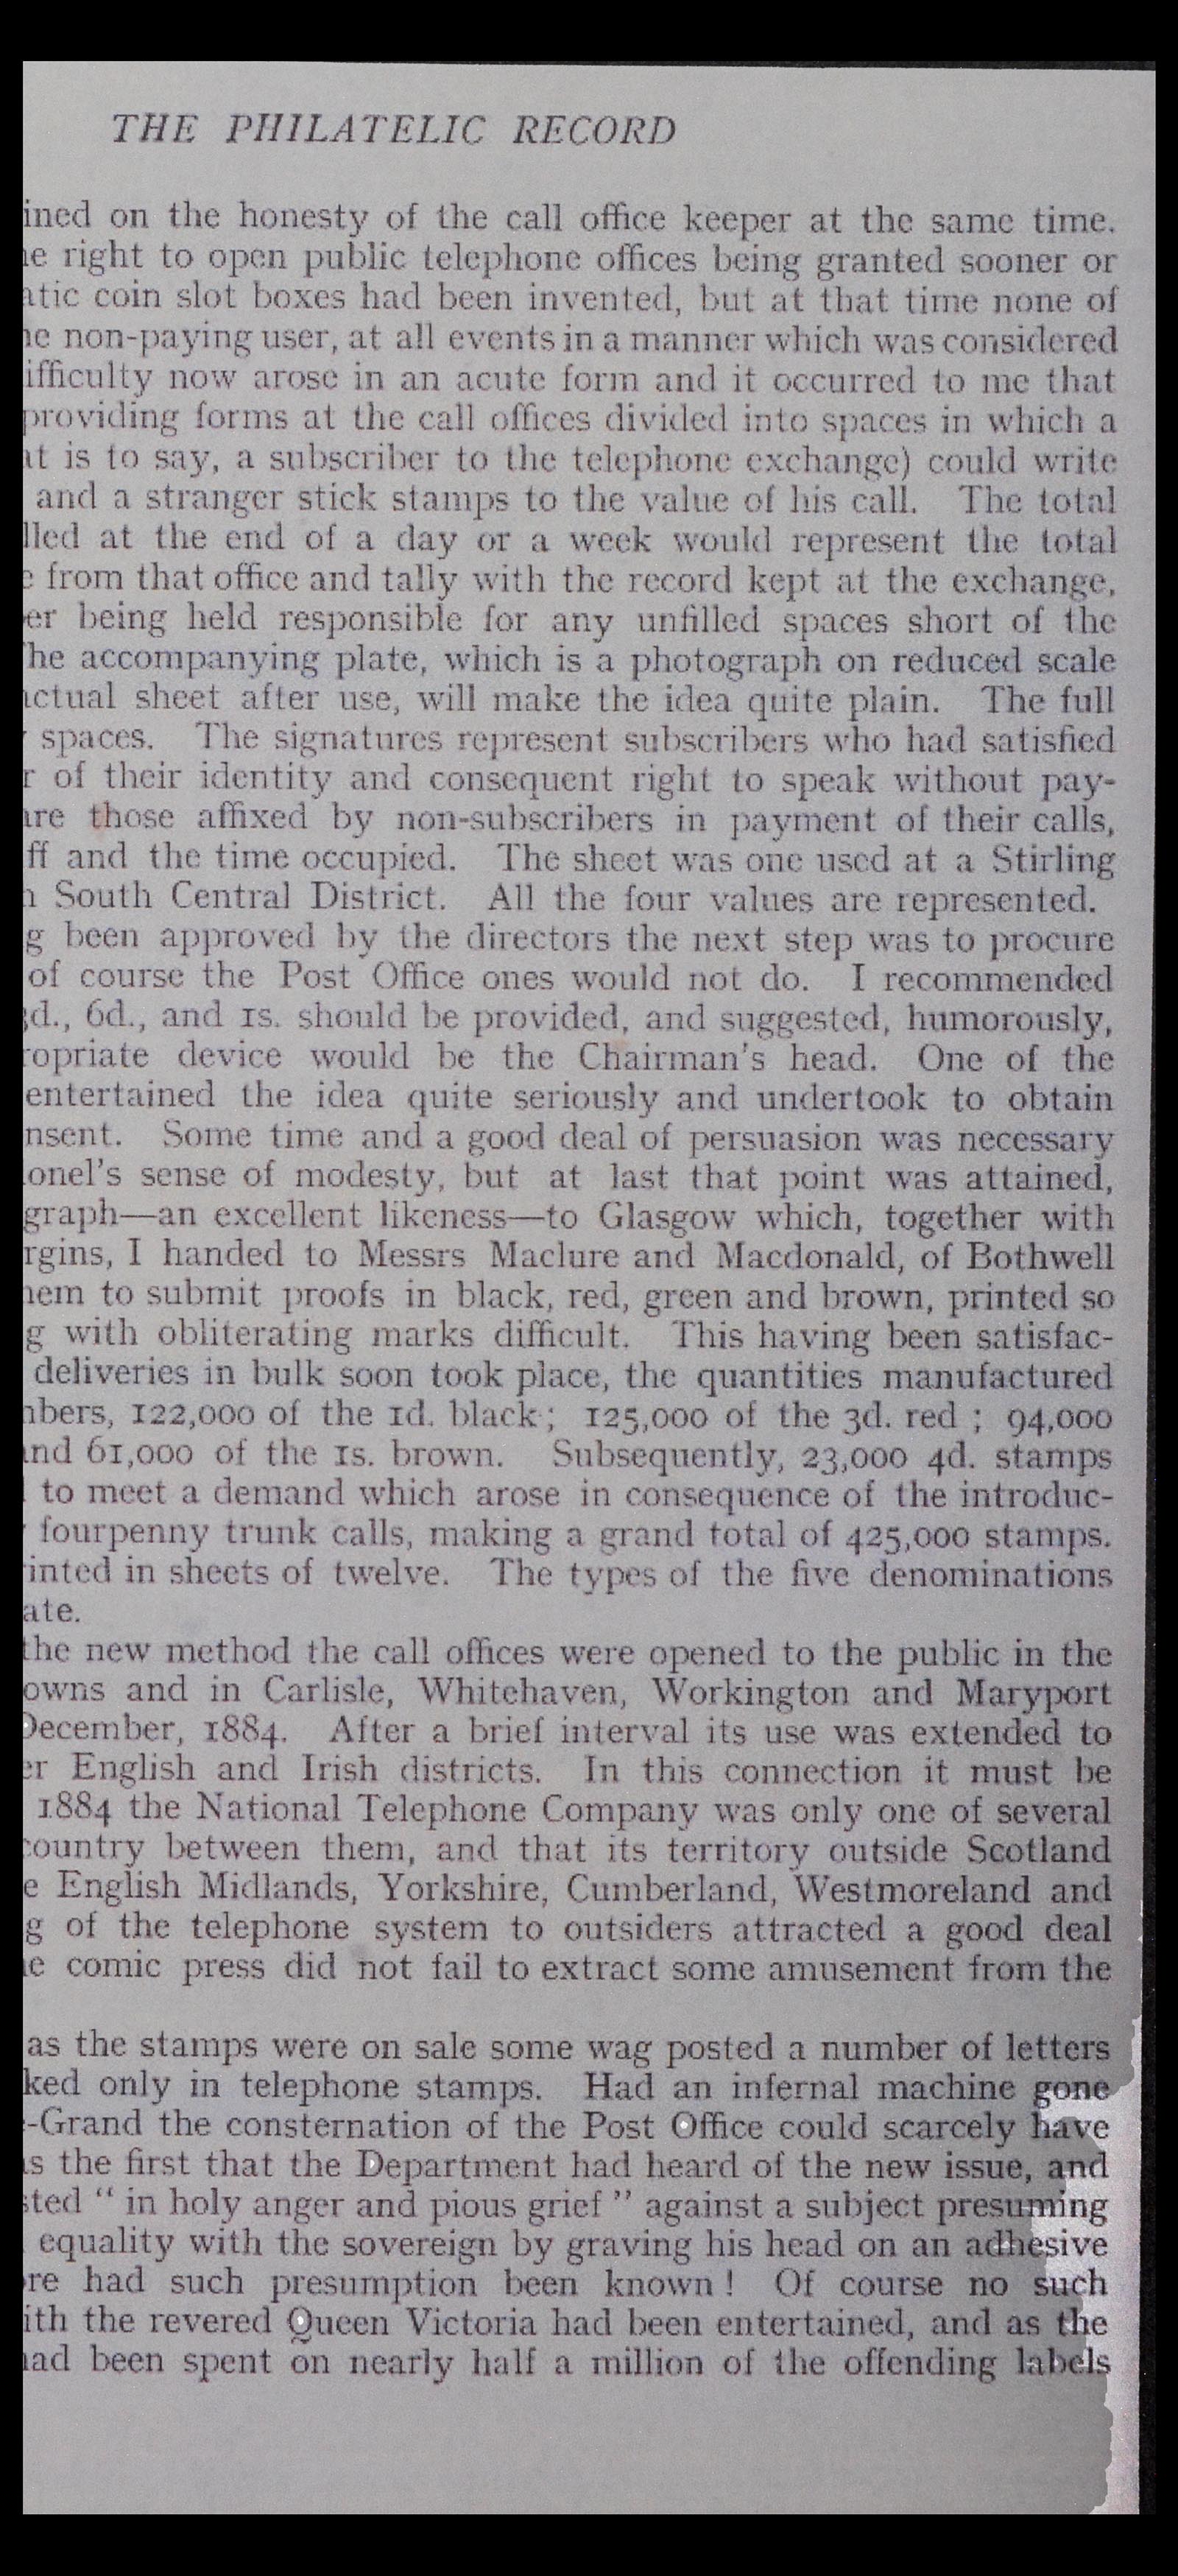 THE PHILATELIC RECORD
ined on the honesty of the call office keeper at the same time.
e right to open public telephone offices being granted sooner or
atic coin slot boxes had been invented, but at that time none of
e non-paying user, at all events in a manner which was considered
ifficulty now arose in an acute form and it occurred to me that
providing forms at the call offices divided into spaces in which a
at is to say, a subscriber to the telephone exchange) could write
and a stranger stick stamps to the value of his call. The total
lled at the end of a day or a week would represent the total
e from that office and tally with the record kept at the exchange,
er being held responsible for any unfilled spaces short of the
he accompanying plate, which is a photograph on reduced scale
actual sheet after use, will make the idea quite plain. The full
spaces. The signatures represent subscribers who had satisfied
r of their identity and consequent right to speak without pay-
are those affixed by non-subscribers in payment of their calls,
ff and the time occupied. The sheet was one used at a Stirling
n South Central District. All the four values are represented.
g been approved by the directors the next step was to procure
of course the Post Office ones would not do. I recommended
3d., 6d., and 1s. should be provided, and suggested, humorously,
ropriate device would be the Chairman's head. One of the
entertained the idea quite seriously and undertook to obtain
nsent. Some time and a good deal of persuasion was necessary
onel's sense of modesty, but at last that point was attained,
graph—an excellent likeness—to Glasgow which, together with
rgins, I handed to Messrs Maclure and Macdonald, of Bothwell
hem to submit proofs in black, red, green and brown, printed so
g with obliterating marks difficult. This having been satisfac-
deliveries in bulk soon took place, the quantities manufactured
nbers, 122,000 of the 1d. black; 125,000 of the 3d. red ; 94,000
and 61,000 of the 1s. brown. Subsequently, 23,000 4d. stamps
to meet a demand which arose in consequence of the introduc-
fourpenny trunk calls, making a grand total of 425,000 stamps.
inted in sheets of twelve. The types of the five denominations
ate.
the new method the call offices were opened to the public in the
owns and in Carlisle, Whitehaven, Workington and Maryport
December, 1884. After a brief interval its use was extended to
er English and Irish districts. In this connection it must be
1884 the National Telephone Company was only one of several
country between them, and that its territory outside Scotland
e English Midlands, Yorkshire, Cumberland, Westmoreland and
g of the telephone system to outsiders attracted a good deal
e comic press did not fail to extract some amusement from the
as the stamps were on sale some wag posted a number of letters
ked only in telephone stamps. Had an infernal machine gone
-Grand the consternation of the Post Office could scarcely have
as the first that the Department had heard of the new issue, and
sted “ in holy anger and pious grief ” against a subject presuming
equality with the sovereign by graving his head on an adhesive
re had such presumption been known ! Of course no such
ith the revered Queen Victoria had been entertained, and as the
had been spent on nearly half a million of the offending labels